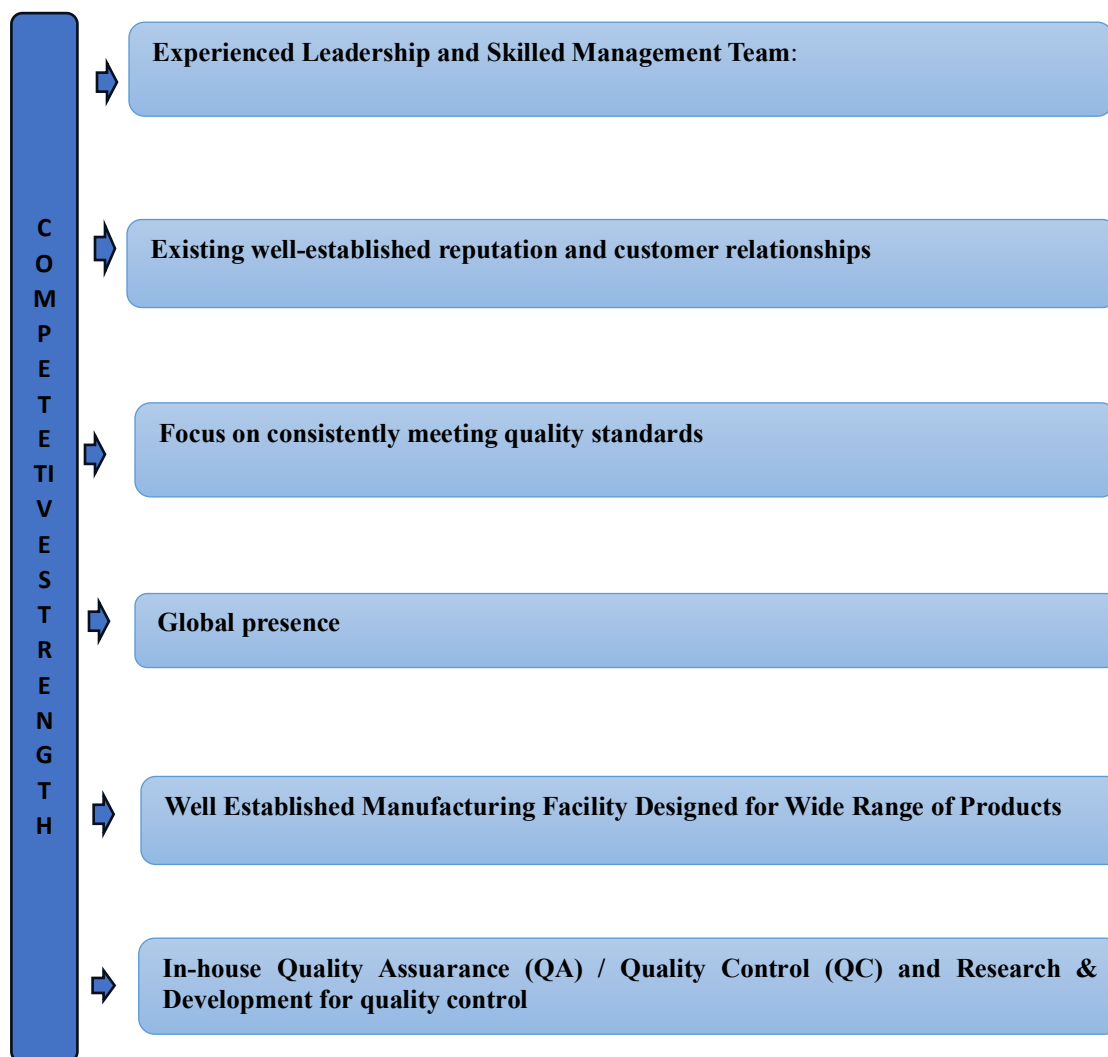 COMPETETIVESTRENGTH
Experienced Leadership and Skilled Management Team:
Existing well-established reputation and customer relationships
Focus on consistently meeting quality standards
Global presence
Well Established Manufacturing Facility Designed for Wide Range of Products
In-house Quality Assuarance (QA) / Quality Control (QC) and Research &
Development for quality control